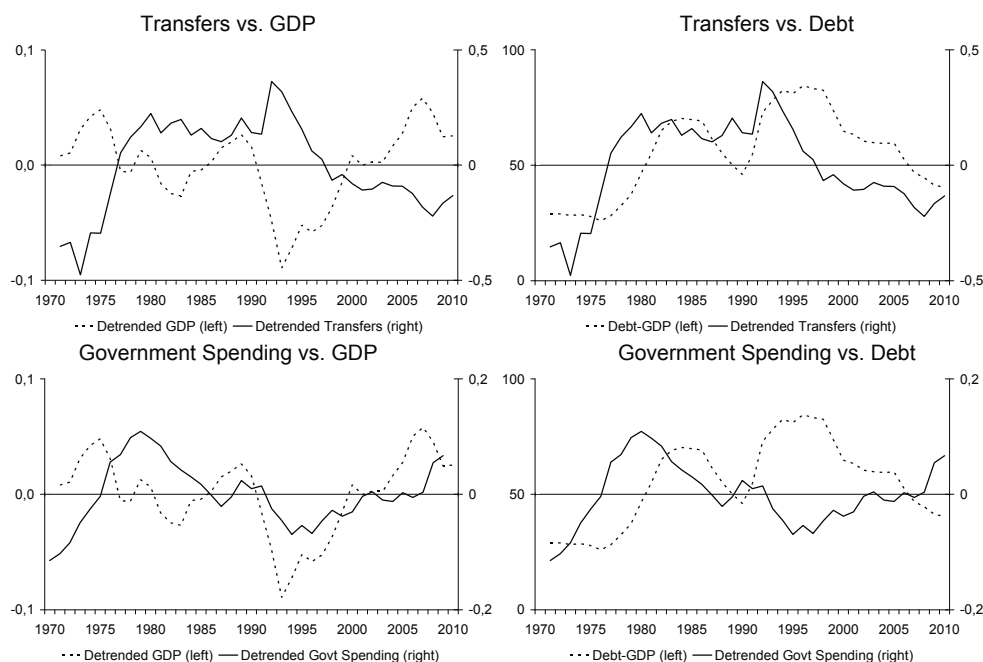 Transfers vs. GDP
0,1
0,5
0,0
0
-0,1
-0,5
1970 1975 1980 1985 1990 1995 2000 2005 2010
Detrended GDP (left) Detrended Transfers (right)
Transfers vs. Debt
100
0,5
50
0
0
-0,5
1970 1975 1980 1985 1990 1995 2000 2005 2010
Debt-GDP (left) Detrended Transfers (right)
Government Spending vs. GDP
0,1
0,2
0,0
0
-0,1
-0,2
1970 1975 1980 1985 1990 1995 2000 2005 2010
Detrended GDP (left) Detrended Govt Spending (right)
Government Spending vs. Debt
100
0,2
50
0
0
-0,2
1970 1975 1980 1985 1990 1995 2000 2005 2010
Debt-GDP (left) Detrended Govt Spending (right)